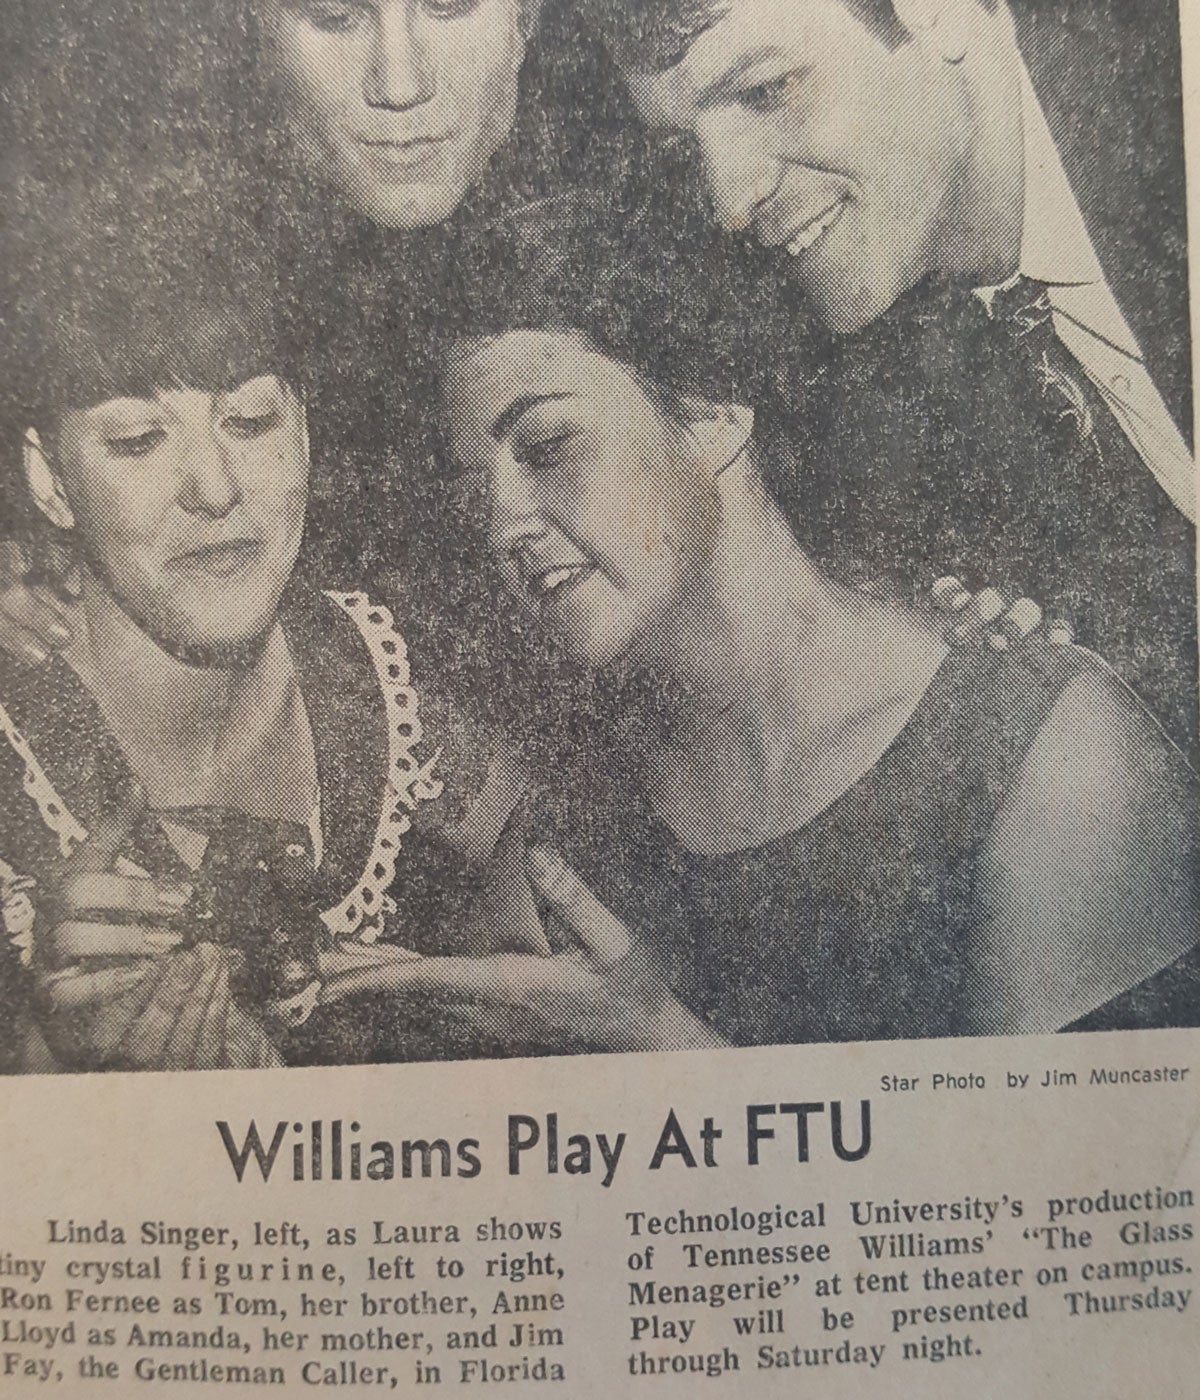 Star Photo by Jim Muncaster
Williams Play At FTU
Linda Singer, left, as Laura shows
tiny crystal figurine, left to right,
Ron Fernee as Tom, her brother, Anne
Lloyd as Amanda, her mother, and Jim
Fay, the Gentleman Caller, in Florida
Technological University's production
of Tennessee Williams' “The Glass
Menagerie” at tent theater on campus.
Play will be presented Thursday
through Saturday night.